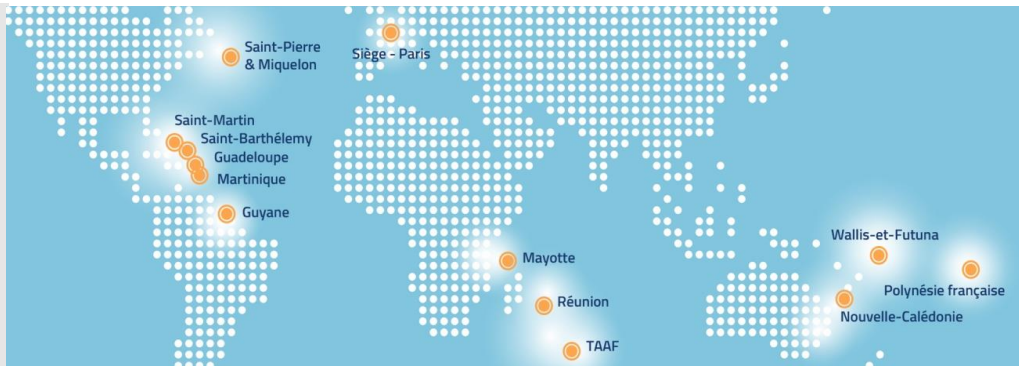 Saint-Pierre
& Miquelon
Siège - Paris
Saint-Martin
Saint-Barthélemy
Guadeloupe
Martinique
Guyane
Mayotte
Réunion
TAAF
Wallis-et-Futuna
Polynésie française
Nouvelle-Calédonie